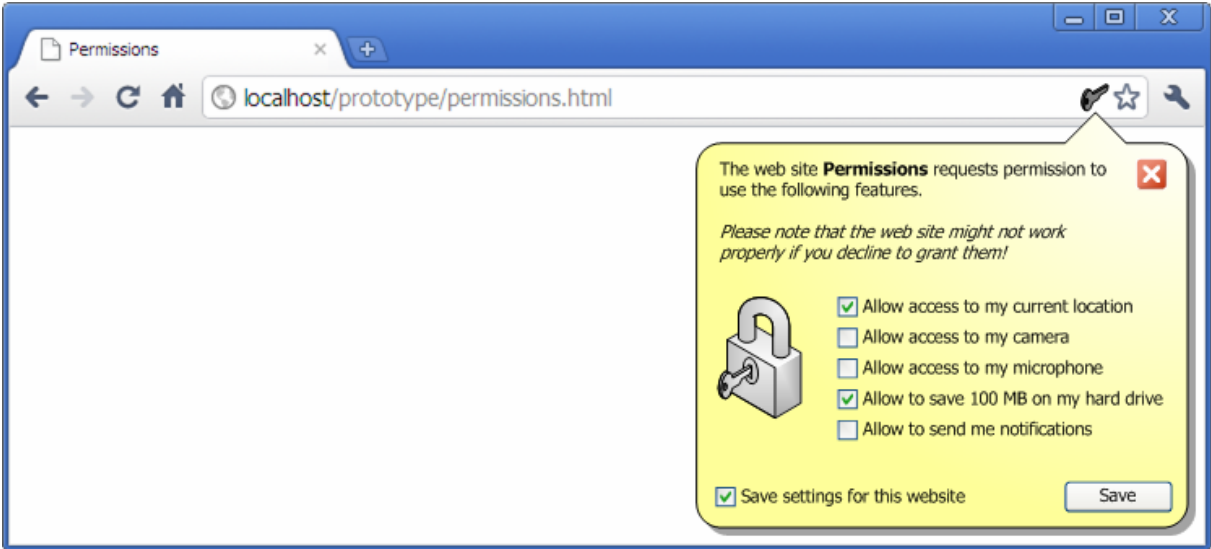 Permissions
localhost/prototype/permissions.html
The web site Permissions requests permission to
use the following features.
Please note that the web site might not work
properly if you decline to grant them!
Allow access to my current location
Allow access to my camera
Allow access to my microphone
Allow to save 100 MB on my hard drive
Allow to send me notifications
Save settings for this website
Save